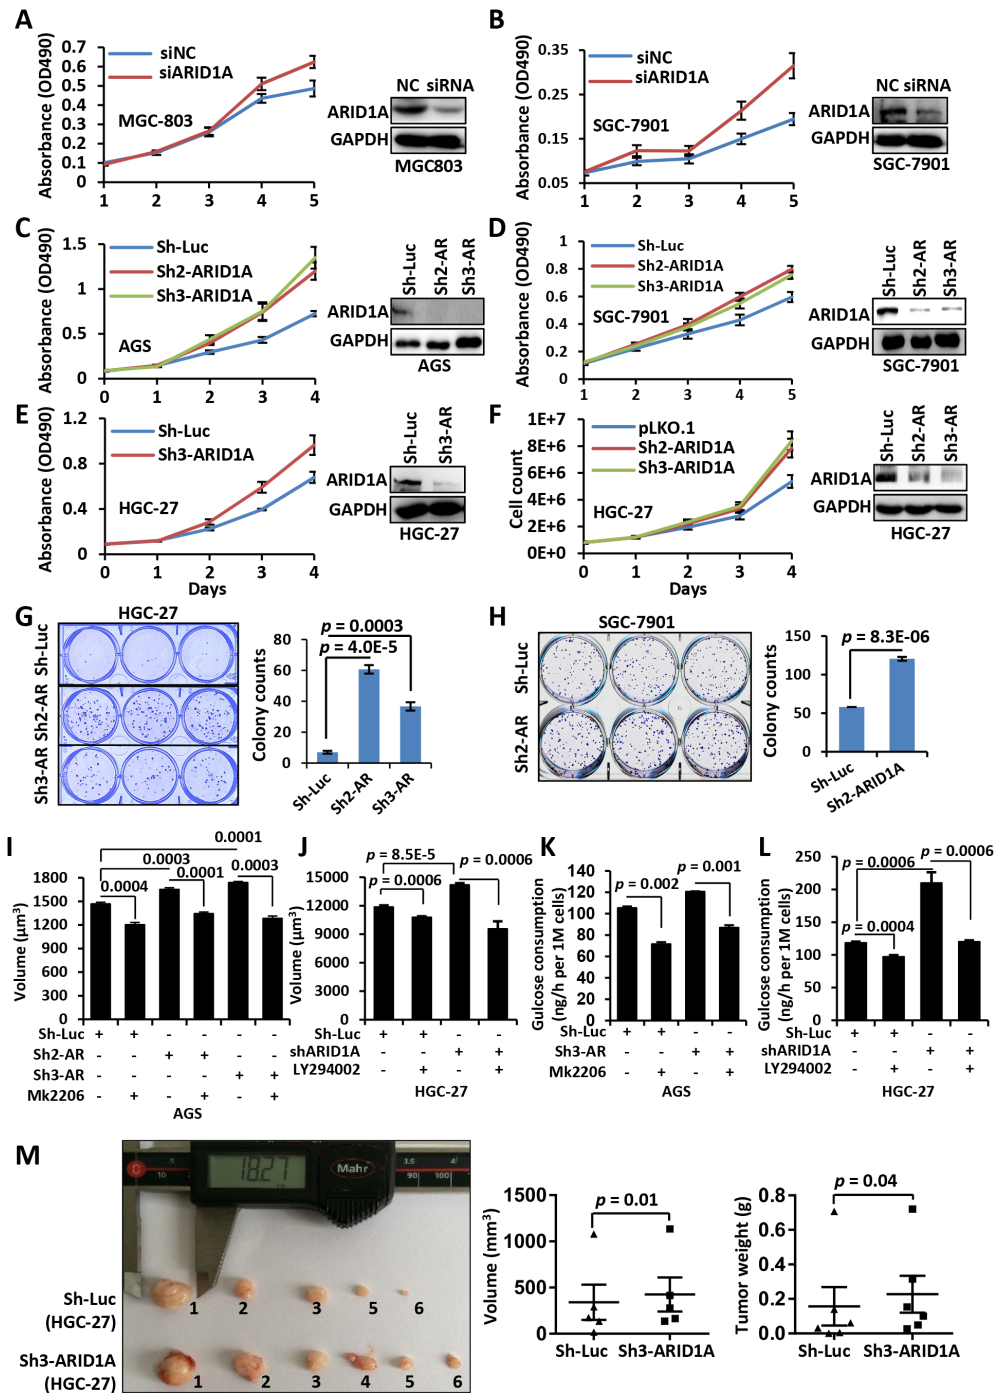 A
Absorbance (OD490)
0.7
0.6
0.5
0.4
0.3
0.2
0.1
0
siNC
siARID1A
MGC-803
1 2 3 4 5
NC siRNA
ARID1A
GAPDH
MGC803
B
Absorbance (OD490)
0.35
0.25
0.15
0.05
siNC
siARID1A
SGC-7901
1 2 3 4 5
NC siRNA
ARID1A
GAPDH
SGC-7901
C
Absorbance (OD490)
1.5
1
0.5
0
Sh-Luc
Sh2-ARID1A
Sh3-ARID1A
AGS
0 1 2 3 4
Sh-Luc
Sh2-AR
Sh3-AR
ARID1A
GAPDH
AGS
D
Absorbance (OD490)
1
0.8
0.6
0.4
0.2
0
Sh-Luc
Sh2-ARID1A
Sh3-ARID1A
SGC-7901
1 2 3 4 5
Sh-Luc
Sh2-AR
Sh3-AR
ARID1A
GAPDH
SGC-7901
E
Absorbance (OD490)
1.2
0.8
0.4
0
Sh-Luc
Sh3-ARID1A
HGC-27
0 1 2 3 4
Days
Sh-Luc
Sh3-AR
ARID1A
GAPDH
HGC-27
F
Cell count
1E+7
8E+6
6E+6
4E+6
2E+6
0E+0
pLKO.1
Sh2-ARID1A
Sh3-ARID1A
HGC-27
0 1 2 3 4
Days
Sh-Luc
Sh2-AR
Sh3-AR
ARID1A
GAPDH
HGC-27
G
HGC-27
Sh-Luc
Sh2-AR
Sh3-AR
Colony counts
80
60
40
20
0
p = 0.0003
p = 4.0E-5
Sh-Luc
Sh2-AR
Sh3-AR
H
SGC-7901
Sh-Luc
Sh2-AR
Colony counts
150
100
50
0
p = 8.3E-06
Sh-Luc
Sh2-ARID1A
I
Volume (μm³)
1800
1500
1200
900
600
300
0
0.0001
0.0003
0.0004
0.0001
0.0003
Sh-Luc + + - - - -
Sh2-AR - - + + - -
Sh3-AR - - - - + +
Mk2206 - + - + - +
AGS
J
Volume (μm³)
15000
12000
9000
6000
3000
0
p = 8.5E-5
p = 0.0006
p = 0.0006
Sh-Luc + + - -
shARID1A - - + +
LY294002 - + - +
HGC-27
K
Gulcose consumption
(ng/h per 1M cells)
140
120
100
80
60
40
20
0
p = 0.002
p = 0.001
Sh-Luc + + - -
Sh3-AR - - + +
Mk2206 - + - +
AGS
L
Gulcose consumption
(ng/h per 1M cells)
250
200
150
100
50
0
p = 0.0006
p = 0.0006
p = 0.0004
Sh-Luc + + - -
shARID1A - - + +
LY294002 - + - +
HGC-27
M
0
.5
10
18.27
Mahr
3.5
4
90
100
Sh-Luc
(HGC-27)
1 2 3 5 6
Sh3-ARID1A
(HGC-27)
1 2 3 4 5 6
Volume (mm³)
1500
1000
500
0
p = 0.01
Sh-Luc
Sh3-ARID1A
Tumor weight (g)
0.8
0.6
0.4
0.2
0.0
p = 0.04
Sh-Luc
Sh3-ARID1A